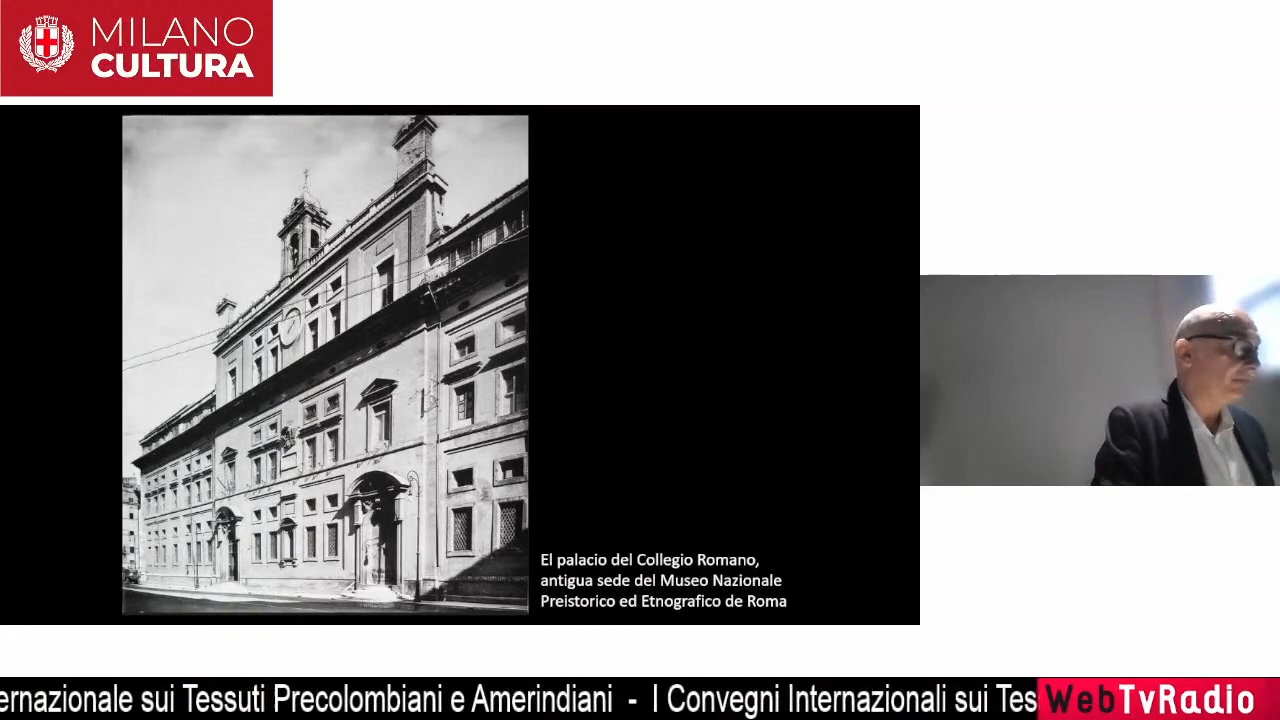 MILANO
CULTURA
El palacio del Collegio Romano,
antigua sede del Museo Nazionale
Preistorico ed Etnografico de Roma
ernazionale sui Tessuti Precolombiani e Amerindiani - I Convegni Internazionali sui Tes
WebTvRadio